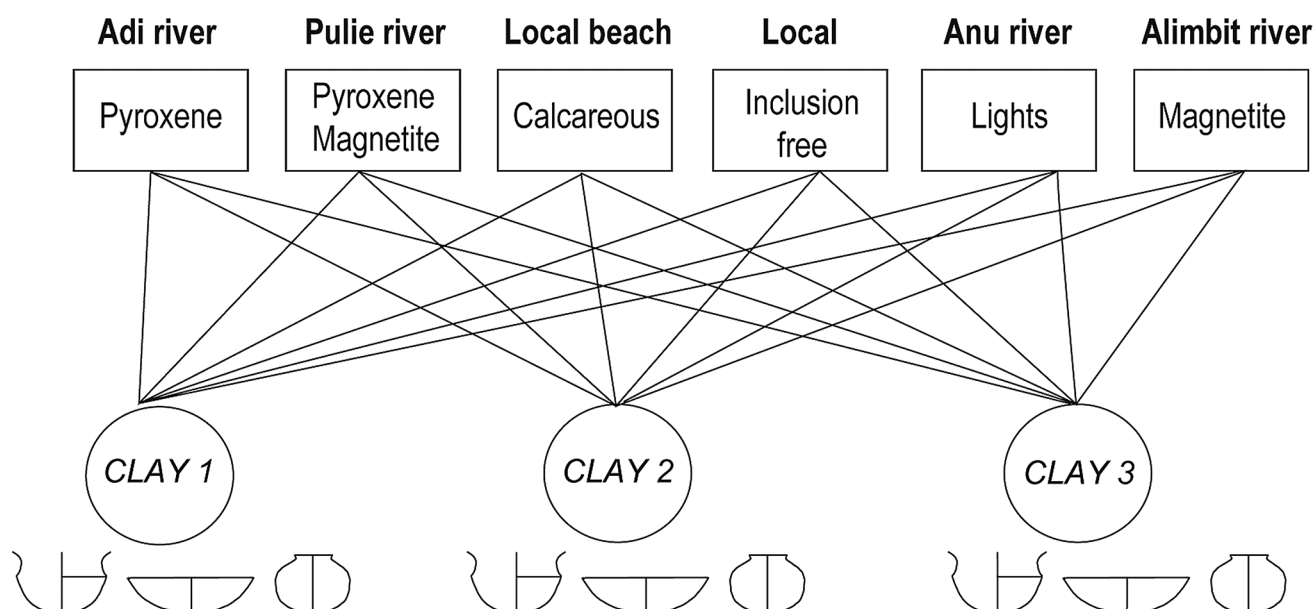 Adi river
Pulie river
Local beach
Local
Anu river
Alimbit river
Pyroxene
Pyroxene
Magnetite
Calcareous
Inclusion
free
Lights
Magnetite
CLAY 1
CLAY 2
CLAY 3